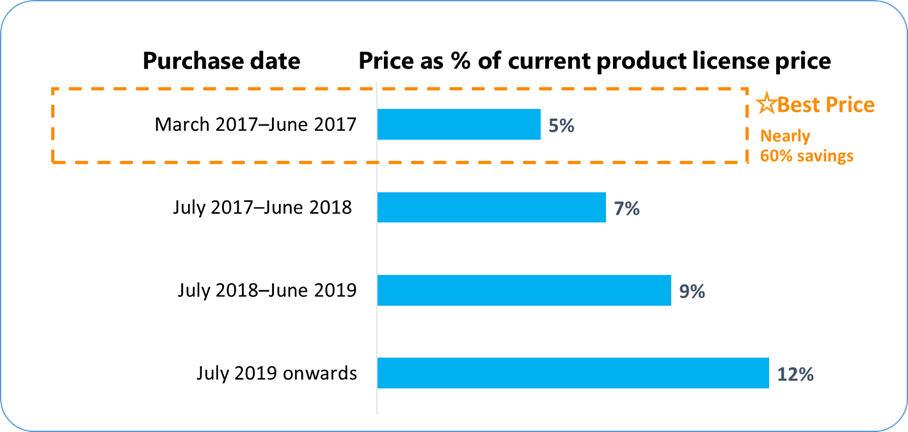 Purchase date
Price as % of current product license price
March 2017–June 2017
5%
☆Best Price
Nearly
60% savings
July 2017–June 2018
7%
July 2018–June 2019
9%
July 2019 onwards
12%